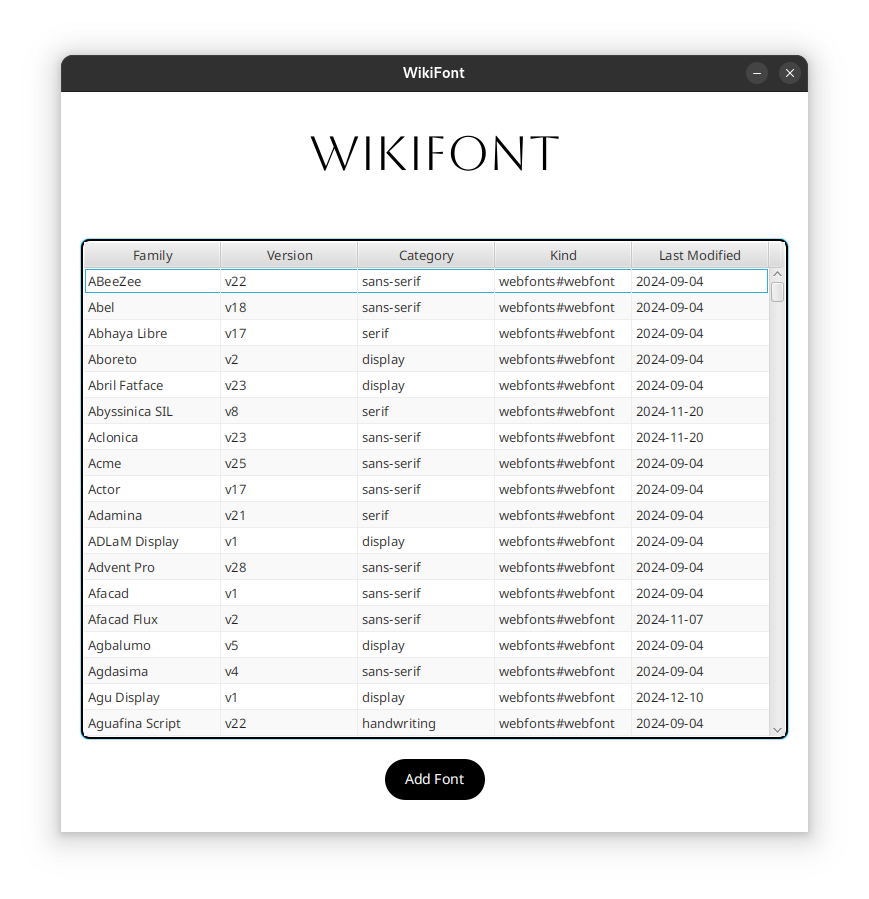 WikiFont
WIKIFONT
Family Version Category Kind Last Modified
ABeeZee v22 sans-serif webfonts#webfont 2024-09-04
Abel v18 sans-serif webfonts#webfont 2024-09-04
Abhaya Libre v17 serif webfonts#webfont 2024-09-04
Aboreto v2 display webfonts#webfont 2024-09-04
Abril Fatface v23 display webfonts#webfont 2024-09-04
Abyssinica SIL v8 serif webfonts#webfont 2024-11-20
Aclonica v23 sans-serif webfonts#webfont 2024-11-20
Acme v25 sans-serif webfonts#webfont 2024-09-04
Actor v17 sans-serif webfonts#webfont 2024-09-04
Adamina v21 serif webfonts#webfont 2024-09-04
ADLaM Display v1 display webfonts#webfont 2024-09-04
Advent Pro v28 sans-serif webfonts#webfont 2024-09-04
Afacad v1 sans-serif webfonts#webfont 2024-09-04
Afacad Flux v2 sans-serif webfonts#webfont 2024-11-07
Agbalumo v5 display webfonts#webfont 2024-09-04
Agdasima v4 sans-serif webfonts#webfont 2024-09-04
Agu Display v1 display webfonts#webfont 2024-12-10
Aguafina Script v22 handwriting webfonts#webfont 2024-09-04
Add Font